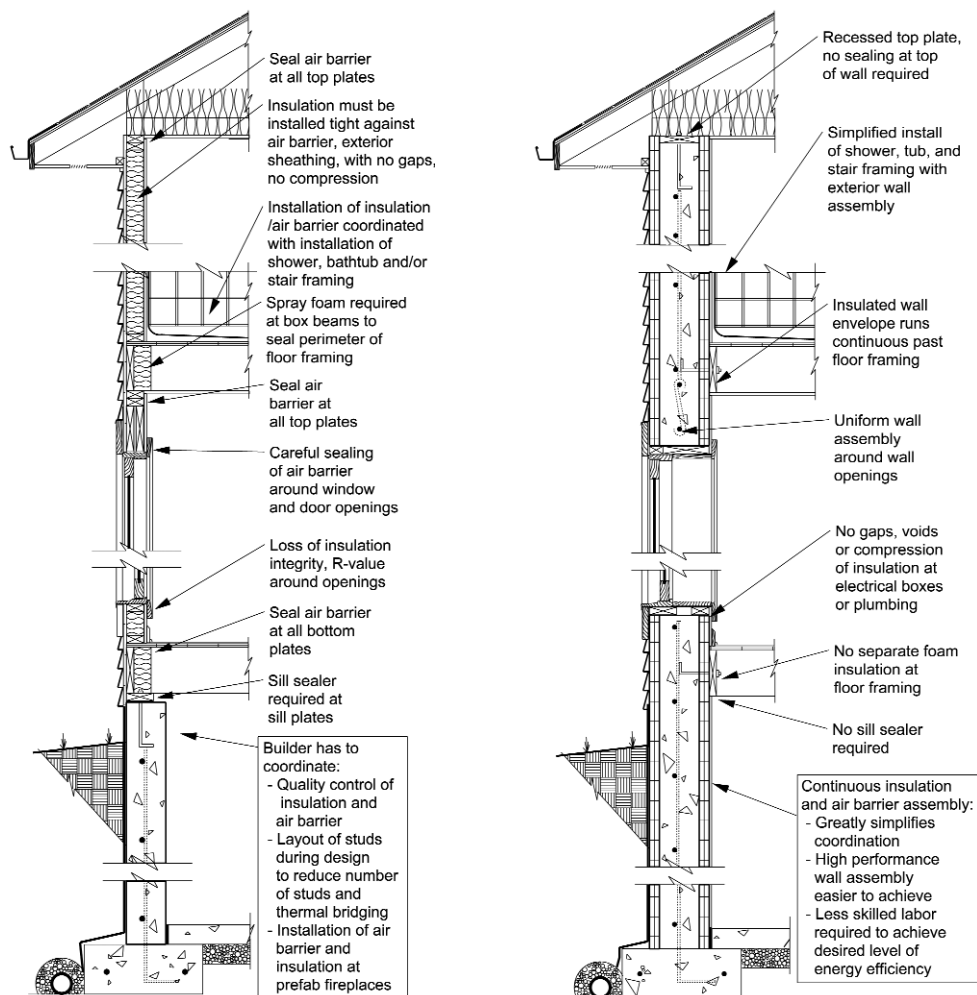 Seal air barrier
at all top plates
Insulation must be
installed tight against
air barrier, exterior
sheathing, with no gaps,
no compression
Installation of insulation
/air barrier coordinated
with installation of
shower, bathtub and/or
stair framing
Spray foam required
at box beams to
seal perimeter of
floor framing
Seal air
barrier at
all top plates
Careful sealing
of air barrier
around window
and door openings
Loss of insulation
integrity, R-value
around openings
Seal air barrier
at all bottom
plates
Sill sealer
required at
sill plates
Builder has to
coordinate:
- Quality control of
insulation and
air barrier
- Layout of studs
during design
to reduce number
of studs and
thermal bridging
- Installation of air
barrier and
insulation at
prefab fireplaces
Recessed top plate,
no sealing at top
of wall required
Simplified install
of shower, tub, and
stair framing with
exterior wall
assembly
Insulated wall
envelope runs
continuous past
floor framing
Uniform wall
assembly
around wall
openings
No gaps, voids
or compression
of insulation at
electrical boxes
or plumbing
No separate foam
insulation at
floor framing
No sill sealer
required
Continuous insulation
and air barrier assembly:
- Greatly simplifies
coordination
- High performance
wall assembly
easier to achieve
- Less skilled labor
required to achieve
desired level of
energy efficiency